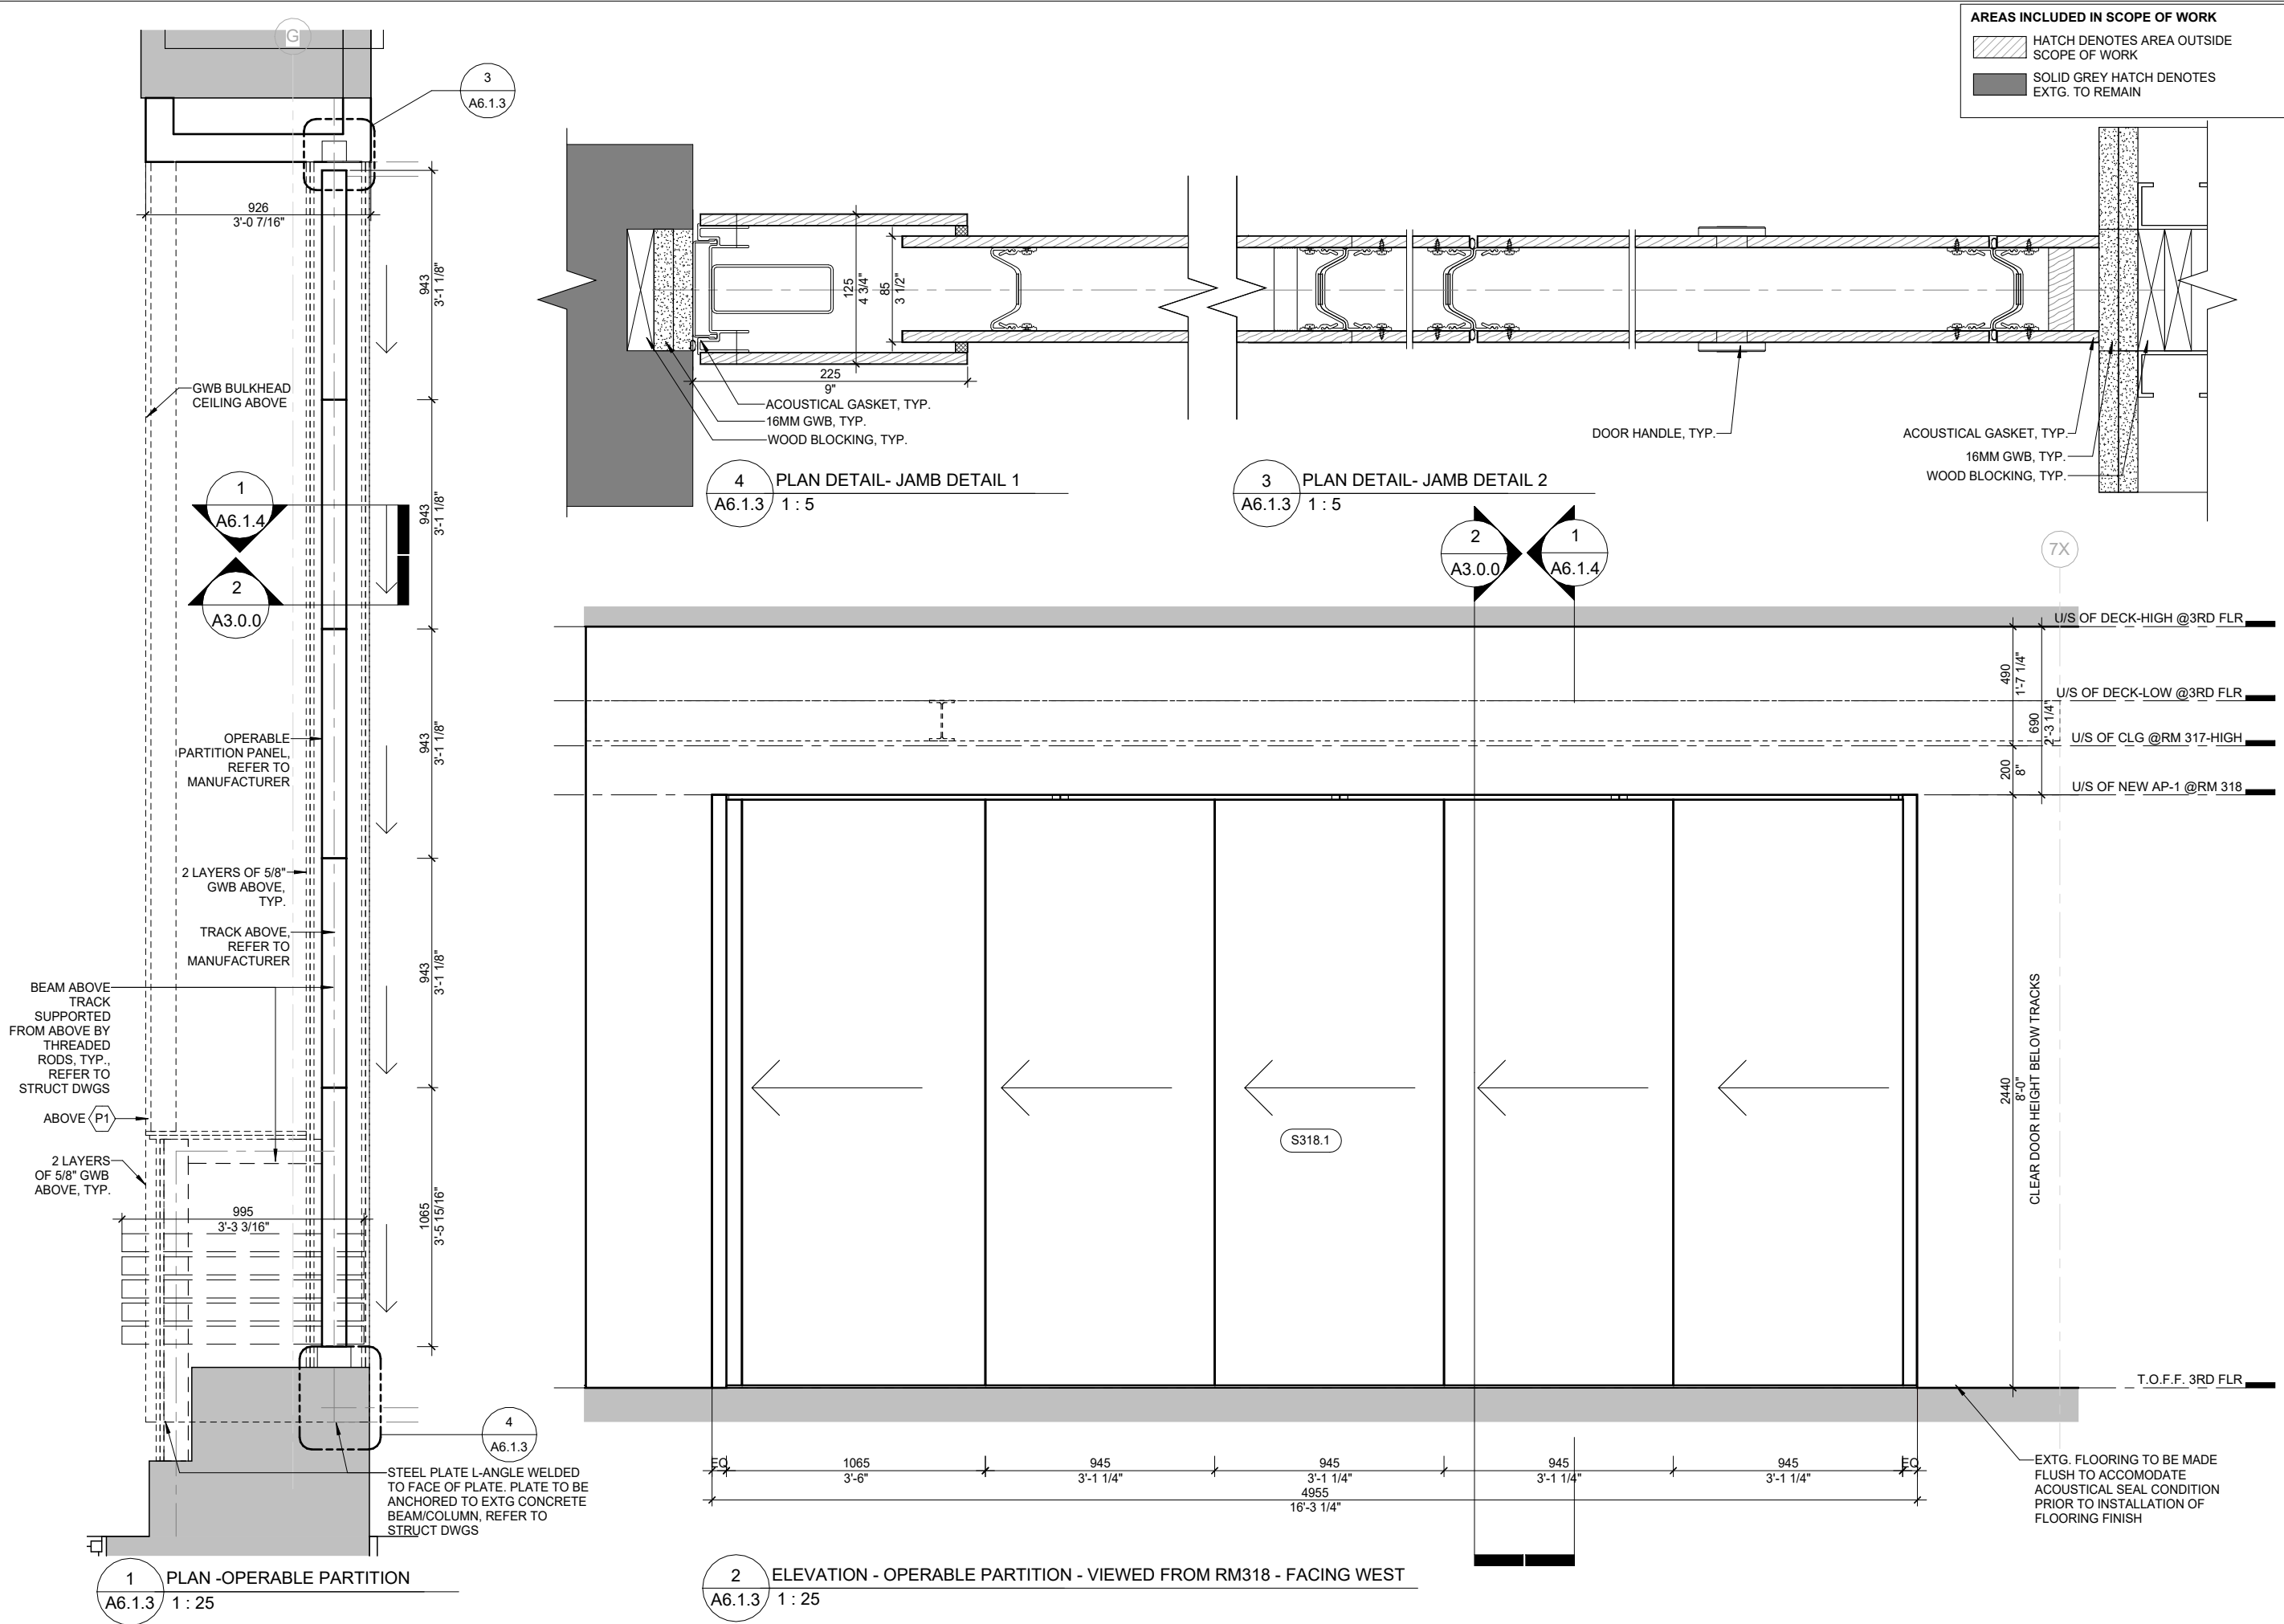 AREAS INCLUDED IN SCOPE OF WORK
HATCH DENOTES AREA OUTSIDE
SCOPE OF WORK
SOLID GREY HATCH DENOTES
EXTG. TO REMAIN
G
3
A6.1.3
926
3'-0 7/16"
943
3'-1 1/8"
GWB BULKHEAD
CEILING ABOVE
1
A6.1.4
943
3'-1 1/8"
2
A3.0.0
OPERABLE
PARTITION PANEL,
REFER TO
MANUFACTURER
943
3'-1 1/8"
2 LAYERS OF 5/8"
GWB ABOVE,
TYP.
TRACK ABOVE,
REFER TO
MANUFACTURER
943
3'-1 1/8"
BEAM ABOVE
TRACK
SUPPORTED
FROM ABOVE BY
THREADED
RODS, TYP.,
REFER TO
STRUCT DWGS
ABOVE P1
2 LAYERS
OF 5/8" GWB
ABOVE, TYP.
995
3'-3 3/16"
1065
3'-5 15/16"
4
A6.1.3
STEEL PLATE L-ANGLE WELDED
TO FACE OF PLATE. PLATE TO BE
ANCHORED TO EXTG CONCRETE
BEAM/COLUMN, REFER TO
STRUCT DWGS
1
A6.1.3
PLAN -OPERABLE PARTITION
1 : 25
125
4 3/4"
85
3 1/2"
225
9"
ACOUSTICAL GASKET, TYP.
16MM GWB, TYP.
WOOD BLOCKING, TYP.
4
A6.1.3
PLAN DETAIL- JAMB DETAIL 1
1 : 5
DOOR HANDLE, TYP.
ACOUSTICAL GASKET, TYP.
16MM GWB, TYP.
WOOD BLOCKING, TYP.
3
A6.1.3
PLAN DETAIL- JAMB DETAIL 2
1 : 5
2
A3.0.0
1
A6.1.4
7X
U/S OF DECK-HIGH @3RD FLR
490
1'-7 1/4"
U/S OF DECK-LOW @3RD FLR
690
2'-3 1/4"
U/S OF CLG @RM 317-HIGH
200
8"
U/S OF NEW AP-1 @RM 318
2440
8'-0"
CLEAR DOOR HEIGHT BELOW TRACKS
S318.1
T.O.F.F. 3RD FLR
EQ
1065
3'-6"
945
3'-1 1/4"
945
3'-1 1/4"
945
3'-1 1/4"
945
3'-1 1/4"
EQ
4955
16'-3 1/4"
EXTG. FLOORING TO BE MADE
FLUSH TO ACCOMODATE
ACOUSTICAL SEAL CONDITION
PRIOR TO INSTALLATION OF
FLOORING FINISH
2
A6.1.3
ELEVATION - OPERABLE PARTITION - VIEWED FROM RM318 - FACING WEST
1 : 25